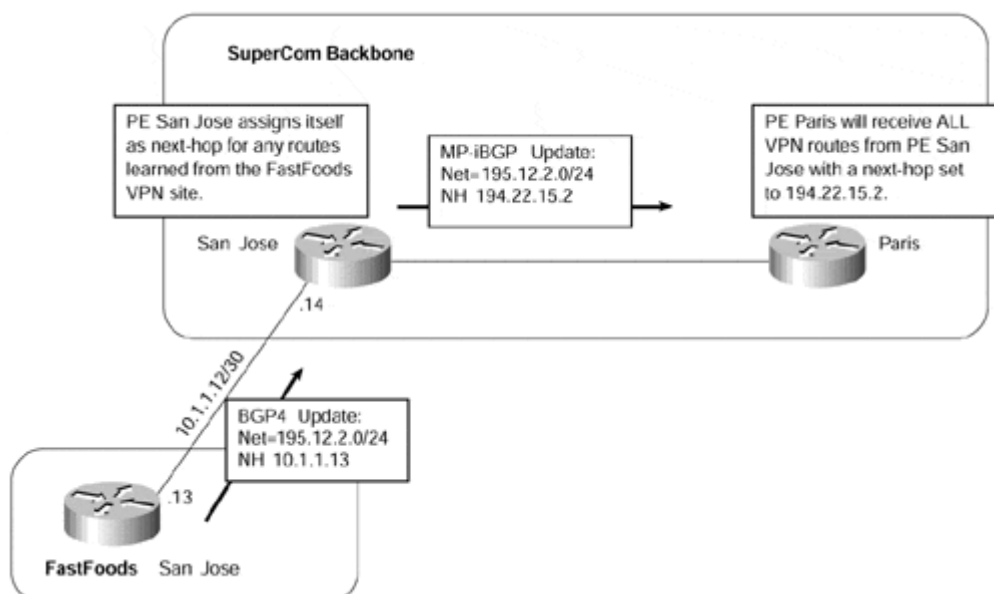 SuperCom Backbone
PE San Jose assigns itself
as next-hop for any routes
learned from the FastFoods
VPN site.
MP-iBGP Update:
Net=195.12.2.0/24
NH 194.22.15.2
PE Paris will receive ALL
VPN routes from PE San
Jose with a next-hop set
to 194.22.15.2.
San Jose
Paris
.14
10.1.1.12/30
BGP4 Update:
Net=195.12.2.0/24
NH 10.1.1.13
.13
FastFoods San Jose